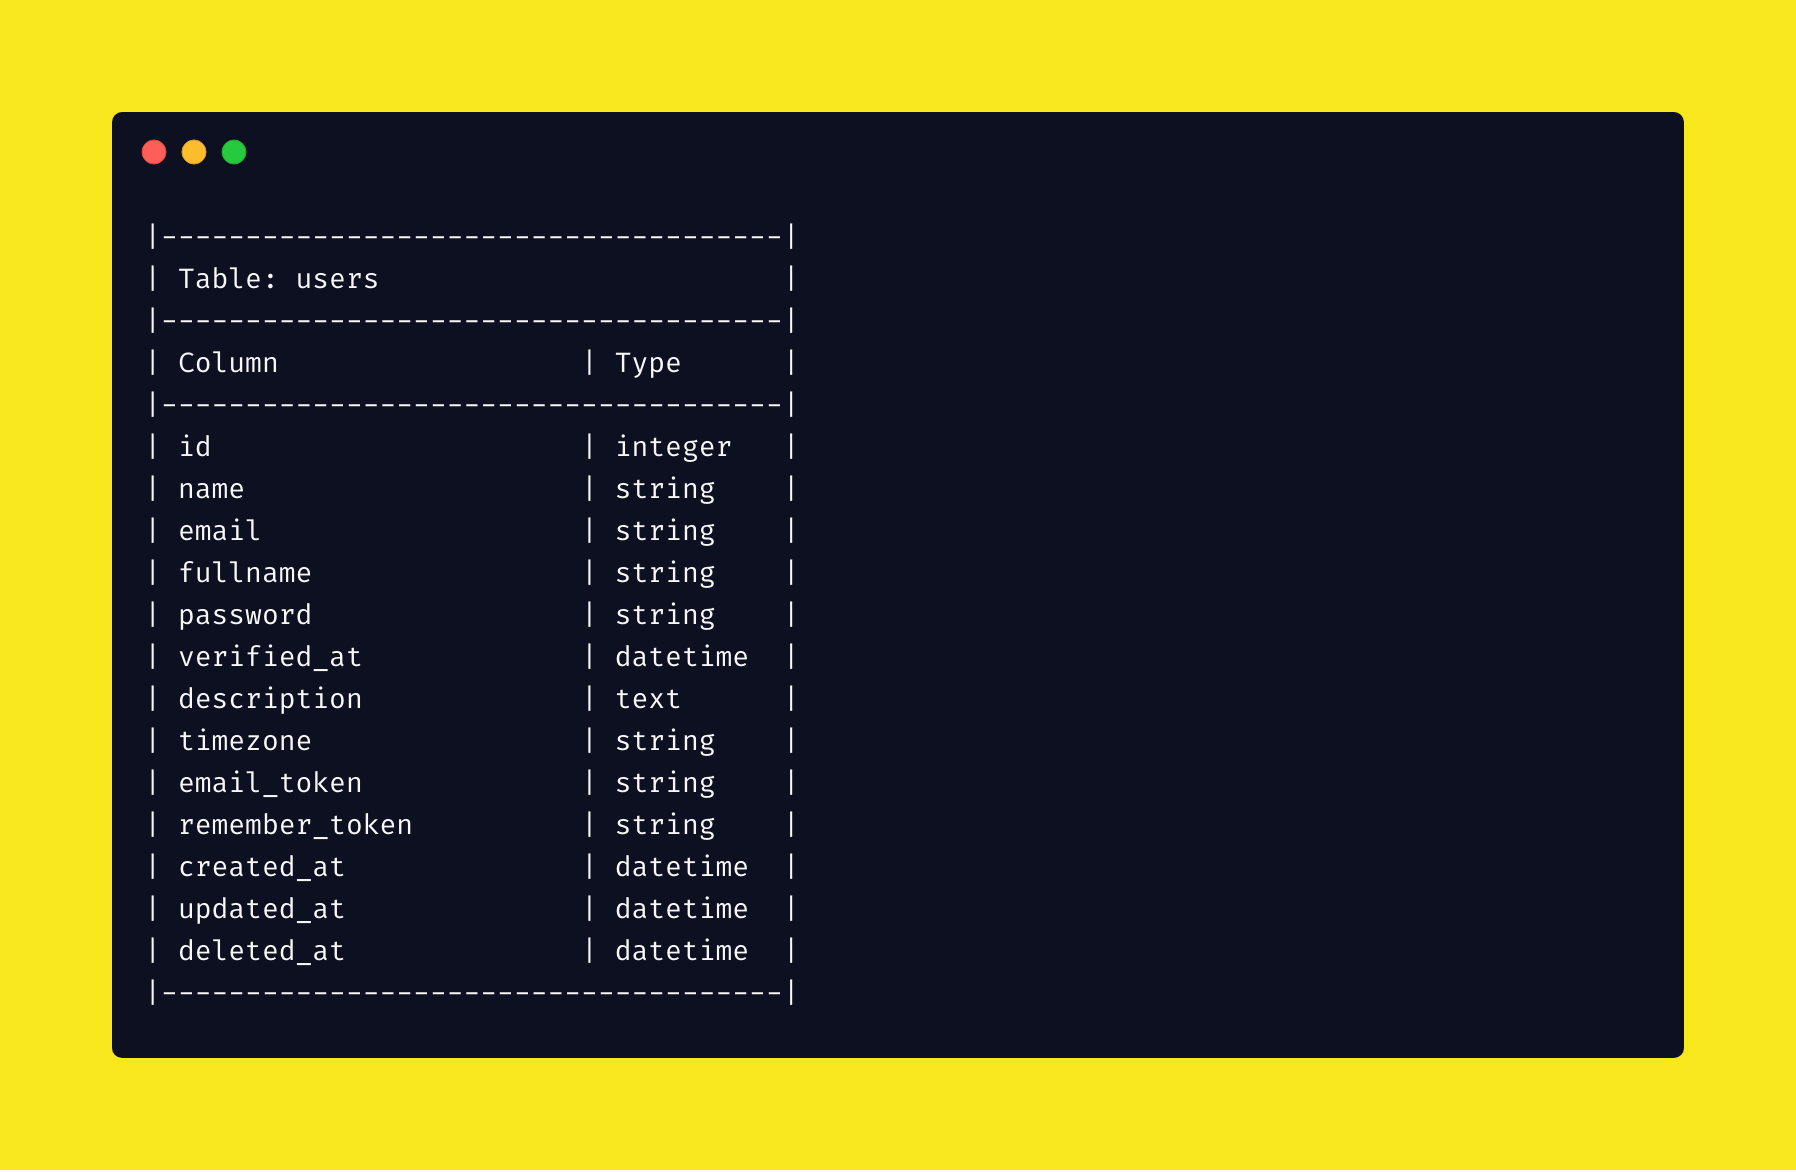 |-------------------------------------|
| Table: users                        |
|-------------------------------------|
| Column                  | Type      |
|-------------------------------------|
| id                      | integer   |
| name                    | string    |
| email                   | string    |
| fullname                | string    |
| password                | string    |
| verified_at             | datetime  |
| description             | text      |
| timezone                | string    |
| email_token             | string    |
| remember_token          | string    |
| created_at              | datetime  |
| updated_at              | datetime  |
| deleted_at              | datetime  |
|-------------------------------------|